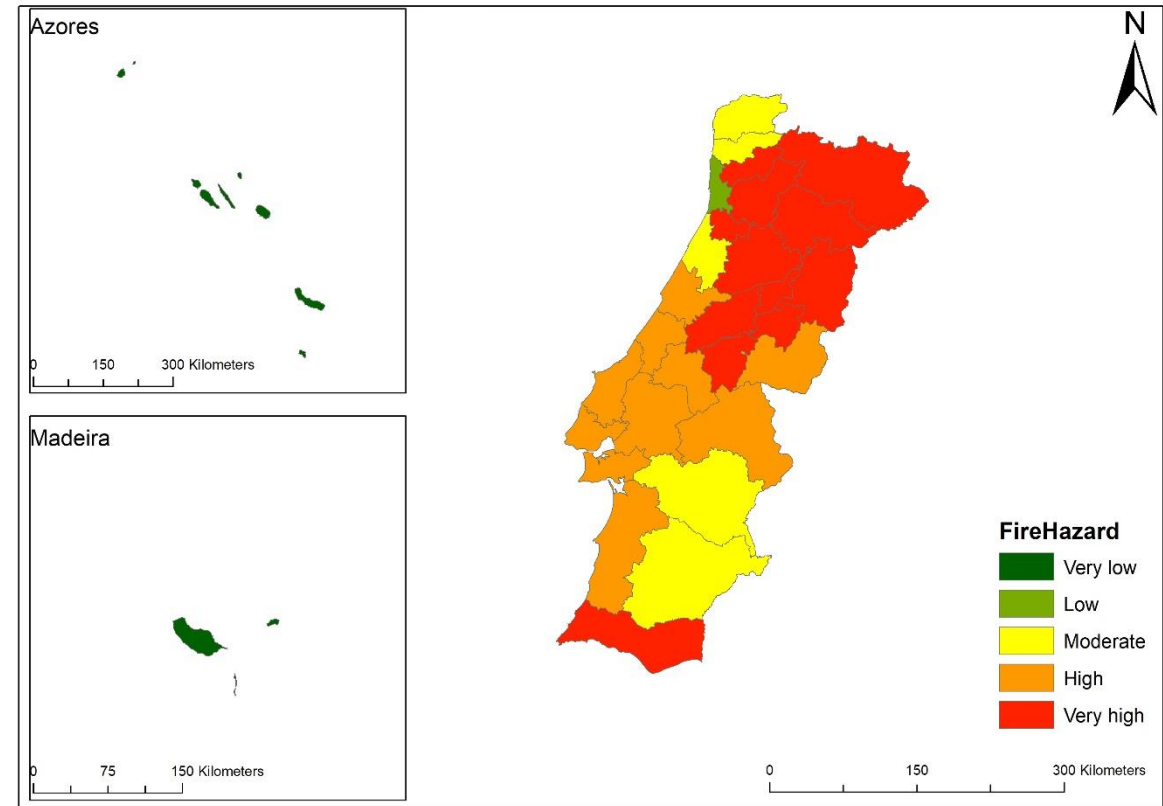 Azores
0 150 300 Kilometers
Madeira
0 75 150 Kilometers
N
FireHazard
Very low
Low
Moderate
High
Very high
0 150 300 Kilometers